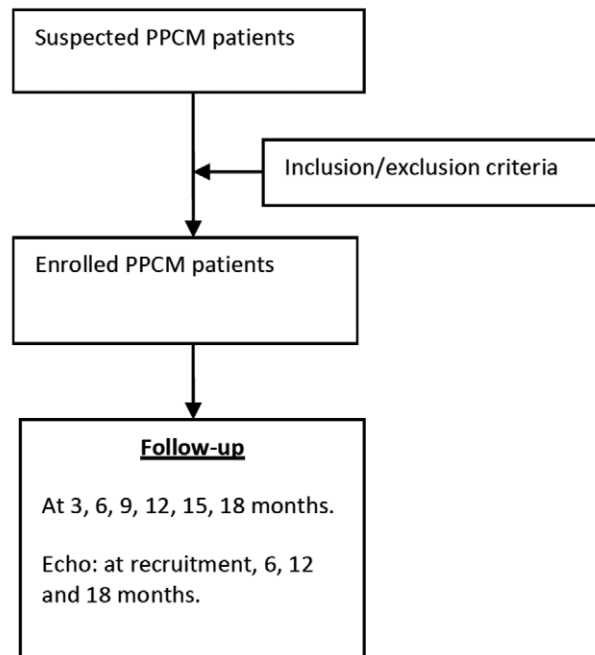 Suspected PPCM patients
Inclusion/exclusion criteria
Enrolled PPCM patients
Follow-up
At 3, 6, 9, 12, 15, 18 months.
Echo: at recruitment, 6, 12
and 18 months.